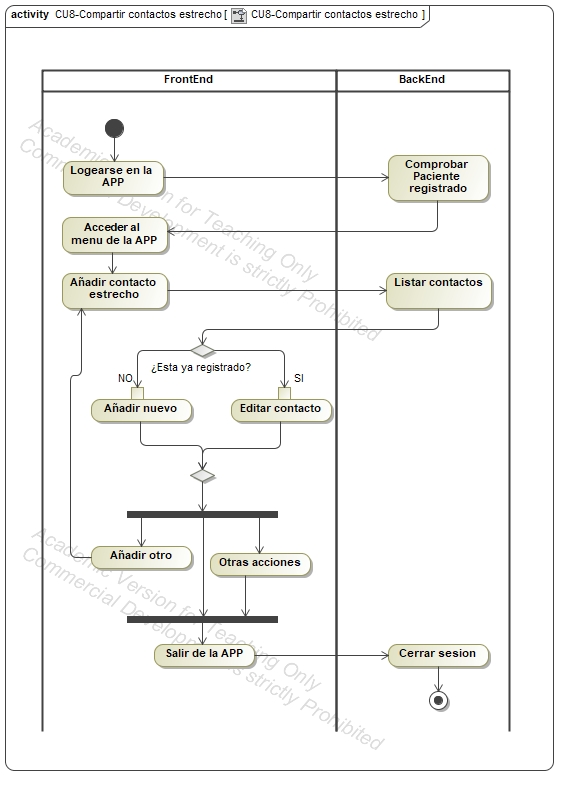 activity CU8-Compartir contactos estrecho [ CU8-Compartir contactos estrecho ]
FrontEnd
BackEnd
Logearse en la
APP
Comprobar
Paciente
registrado
Acceder al
menu de la APP
Añadir contacto
estrecho
Listar contactos
¿Esta ya registrado?
NO
SI
Añadir nuevo
Editar contacto
Añadir otro
Otras acciones
Salir de la APP
Cerrar sesion
Academic Version for Teaching Only
Commercial Development is strictly Prohibited
Academic Version for Teaching Only
Commercial Development is strictly Prohibited